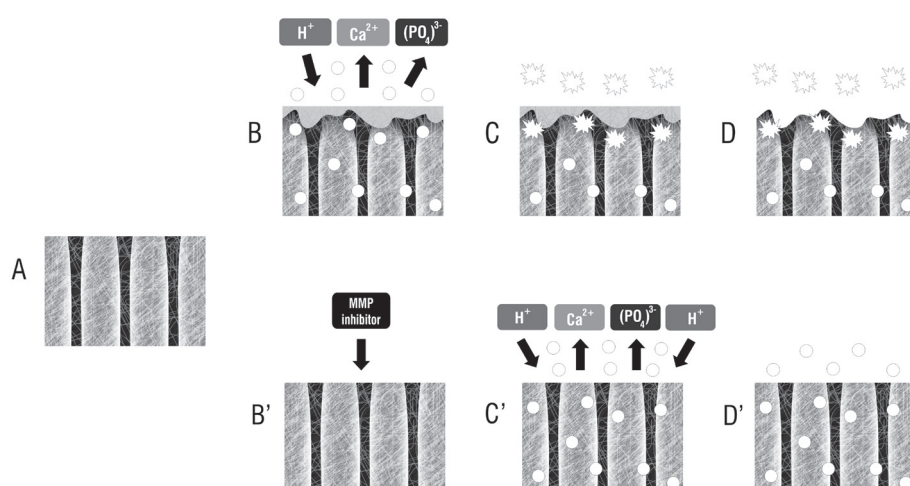 H⁺ Ca²⁺ (PO₄)³⁻
B C D
A
MMP
inhibitor
H⁺ Ca²⁺ (PO₄)³⁻ H⁺
B' C' D'